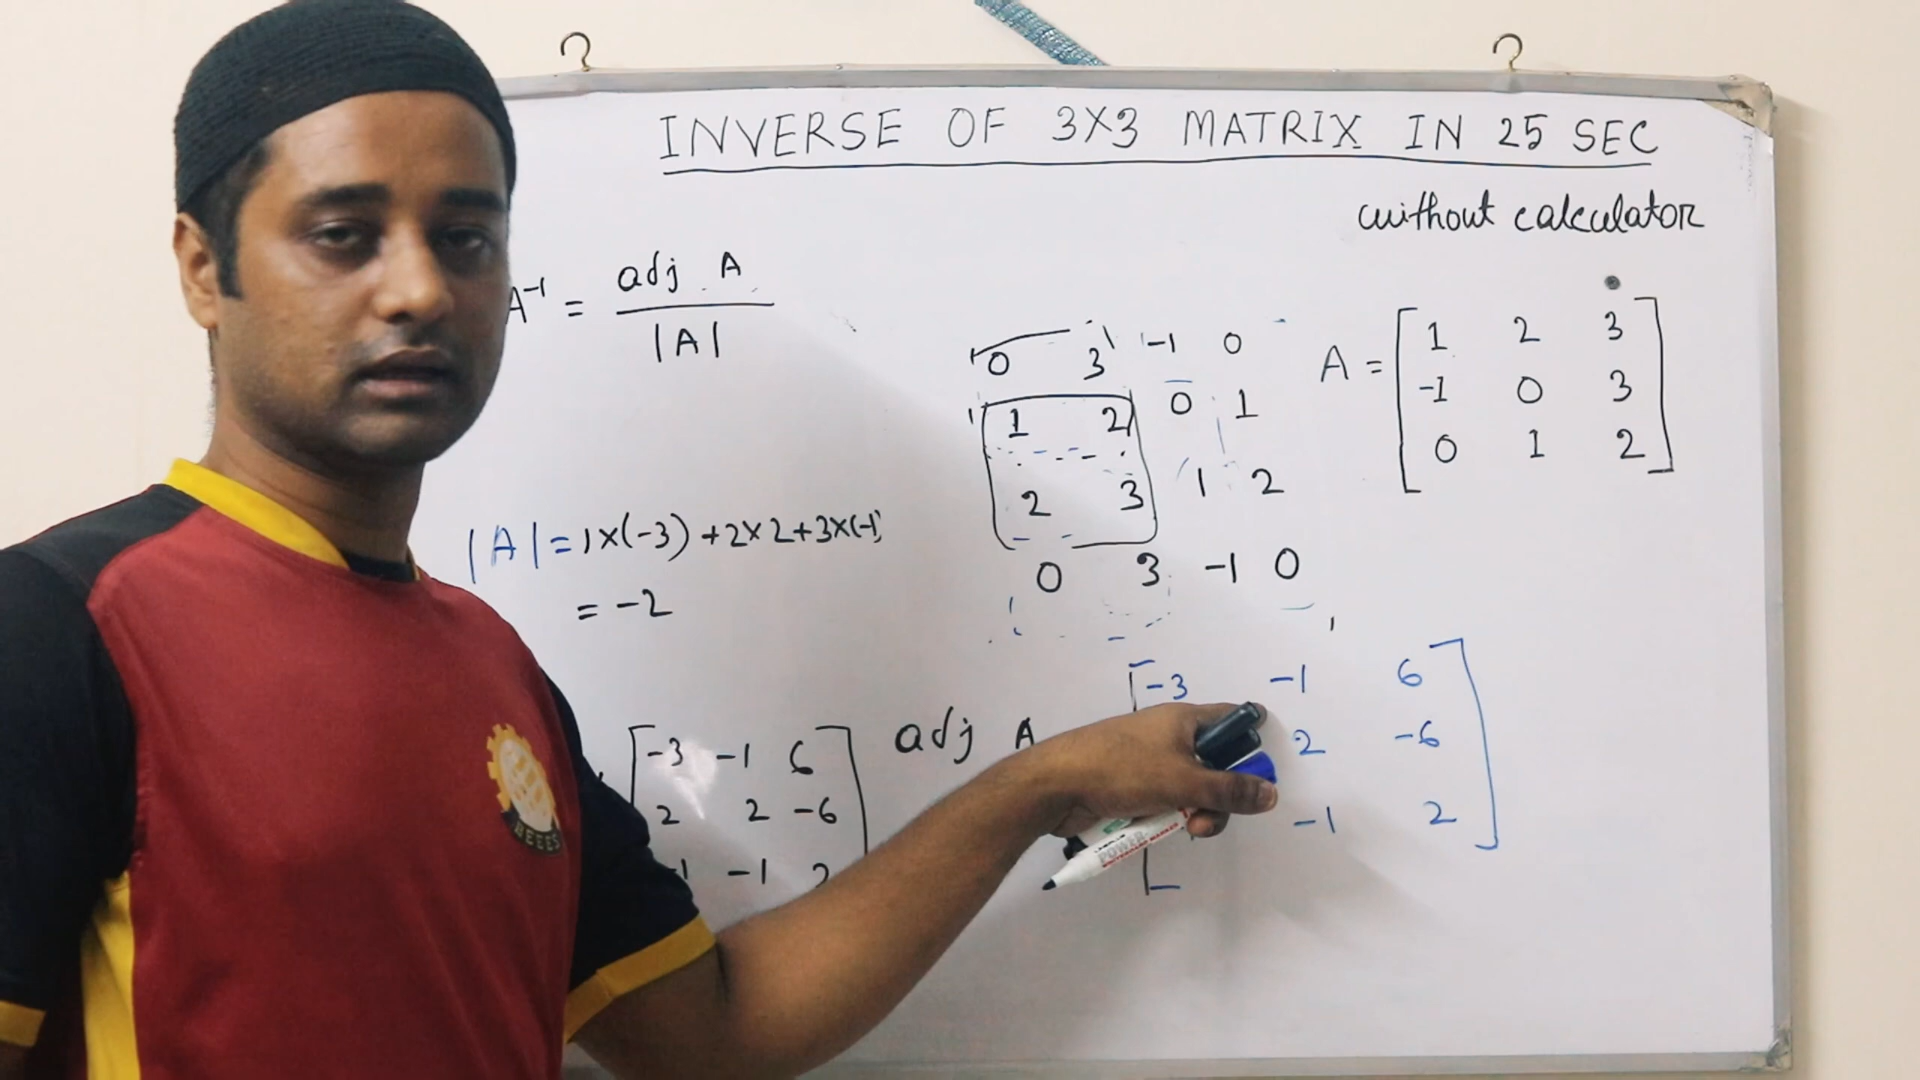 INVERSE OF 3X3 MATRIX IN 25 SEC
without calculator
A⁻¹ = adj A / |A|
0 3 -1 0
1 2 0 1
2 3 1 2
0 3 -1 0
A = [1 2 3
-1 0 3
0 1 2]
|A| = 1×(-3) + 2×2 + 3×(-1)
= -2
[-3 -1 6
2 2 -6
-1 -1 2
adj A
[-3 -1 6
2 -6
-1 2]
BEEES
POWER